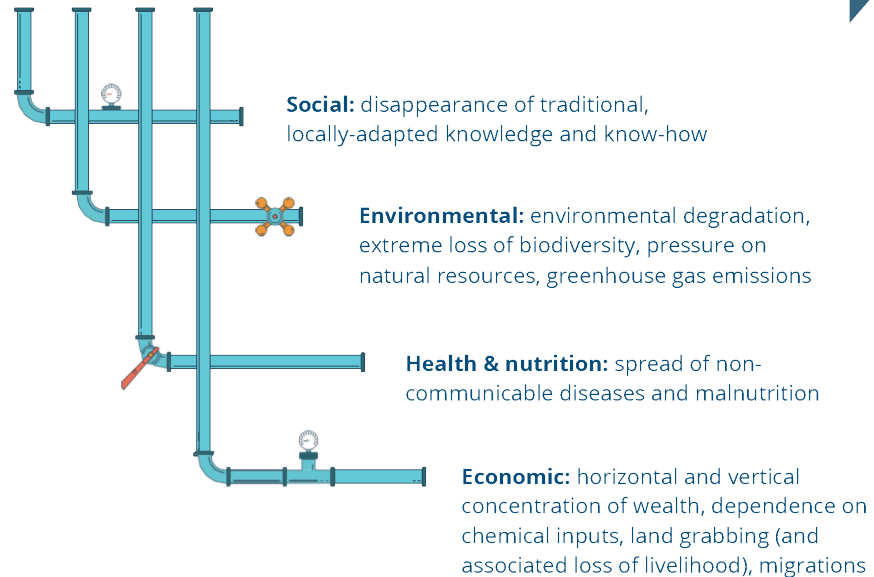 Social: disappearance of traditional,
locally-adapted knowledge and know-how
Environmental: environmental degradation,
extreme loss of biodiversity, pressure on
natural resources, greenhouse gas emissions
Health & nutrition: spread of non-
communicable diseases and malnutrition
Economic: horizontal and vertical
concentration of wealth, dependence on
chemical inputs, land grabbing (and
associated loss of livelihood), migrations